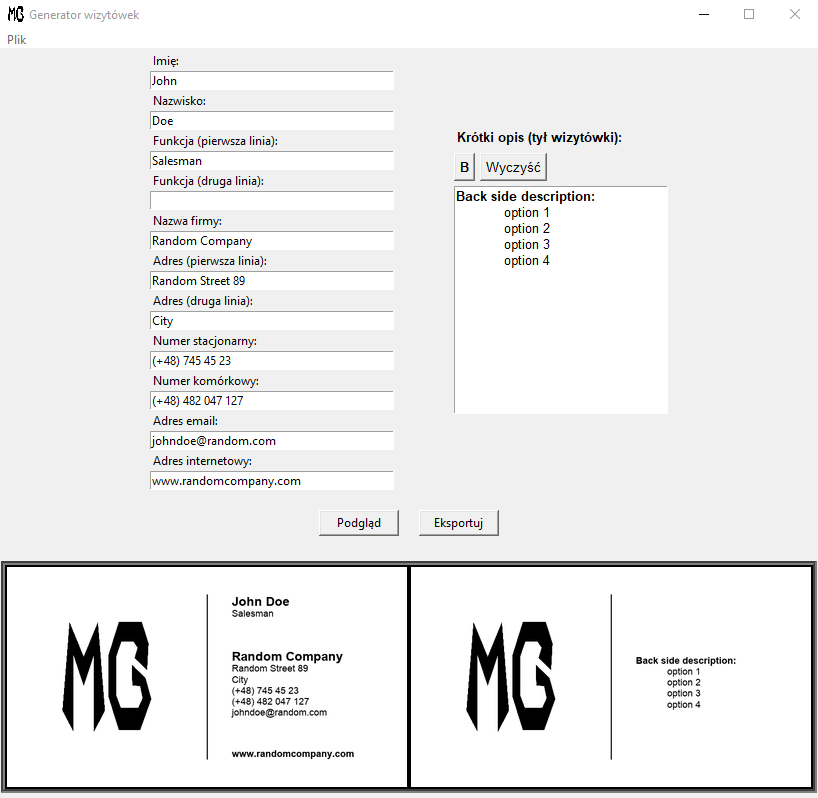 MG Generator wizytówek
Plik
Imię:
John
Nazwisko:
Doe
Funkcja (pierwsza linia):
Salesman
Funkcja (druga linia):
Nazwa firmy:
Random Company
Adres (pierwsza linia):
Random Street 89
Adres (druga linia):
City
Numer stacjonarny:
(+48) 745 45 23
Numer komórkowy:
(+48) 482 047 127
Adres email:
johndoe@random.com
Adres internetowy:
www.randomcompany.com
Krótki opis (tył wizytówki):
B Wyczyść
Back side description:
option 1
option 2
option 3
option 4
Podgląd Eksportuj
MG
John Doe
Salesman
Random Company
Random Street 89
City
(+48) 745 45 23
(+48) 482 047 127
johndoe@random.com
www.randomcompany.com
MG
Back side description:
option 1
option 2
option 3
option 4